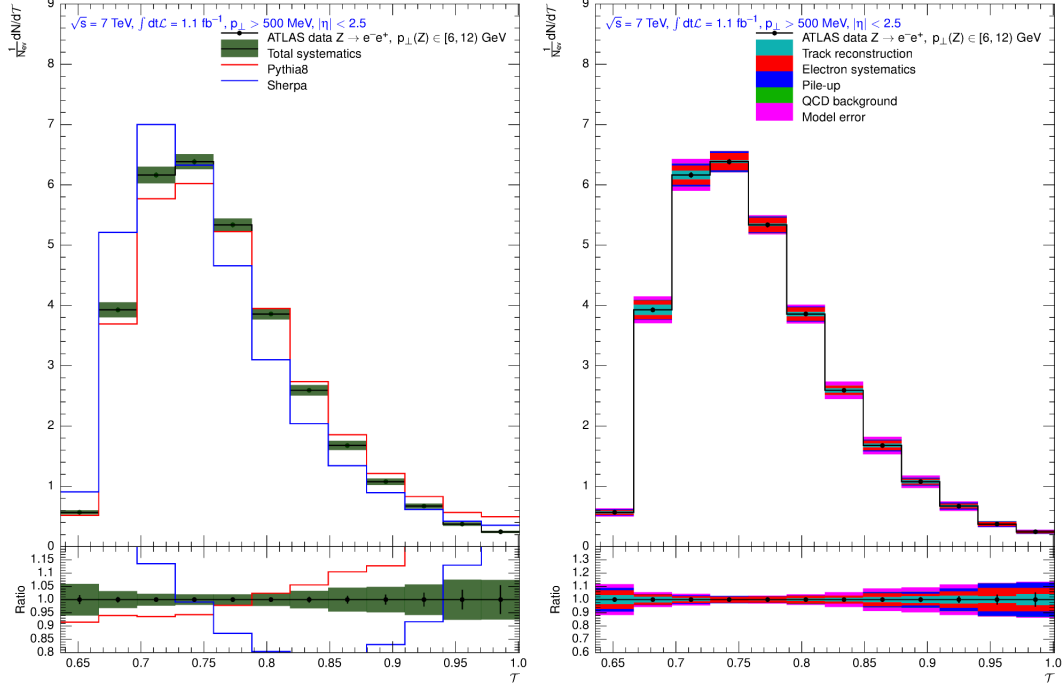 √s = 7 TeV, ∫ dtℒ = 1.1 fb⁻¹, p⊥ > 500 MeV, |η| < 2.5
ATLAS data Z → e⁻e⁺, p⊥(Z) ∈ [6, 12) GeV
Total systematics
Pythia8
Sherpa
1/Nev dN/d𝒯
9
8
7
6
5
4
3
2
1
0
Ratio
1.15
1.1
1.05
1.0
0.95
0.9
0.85
0.8
0.65 0.7 0.75 0.8 0.85 0.9 0.95 1.0
𝒯
√s = 7 TeV, ∫ dtℒ = 1.1 fb⁻¹, p⊥ > 500 MeV, |η| < 2.5
ATLAS data Z → e⁻e⁺, p⊥(Z) ∈ [6, 12) GeV
Track reconstruction
Electron systematics
Pile-up
QCD background
Model error
1/Nev dN/d𝒯
9
8
7
6
5
4
3
2
1
0
Ratio
1.3
1.2
1.1
1.0
0.9
0.8
0.7
0.6
0.65 0.7 0.75 0.8 0.85 0.9 0.95 1.0
𝒯